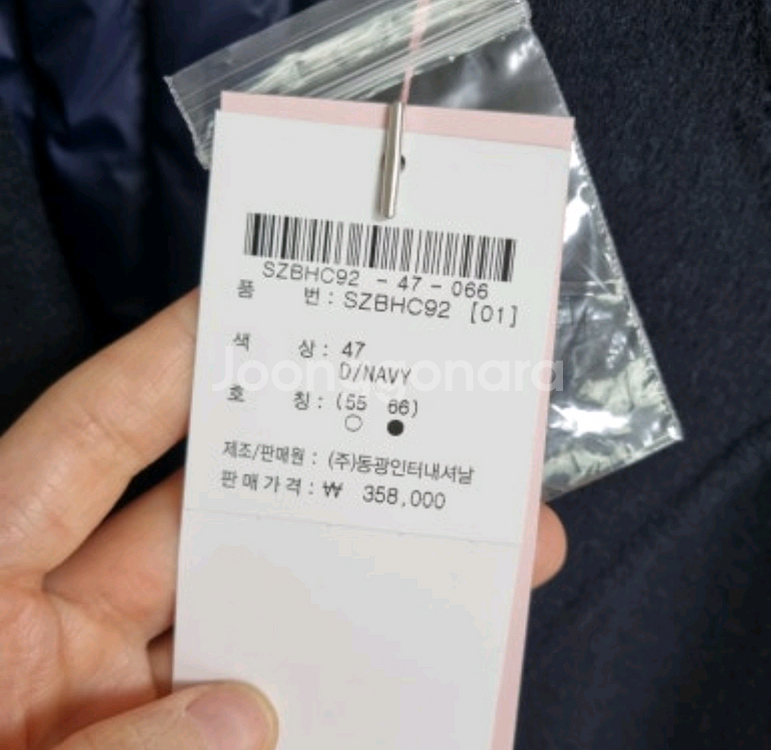 SZBHC92 - 47 - 066
품 번 : SZBHC92 [01]
색 상 : 47
D/NAVY
Joonggonara
호 칭 : (55 66)
제조/판매원 : (주)동광인터내셔날
판매가격 : ₩ 358,000